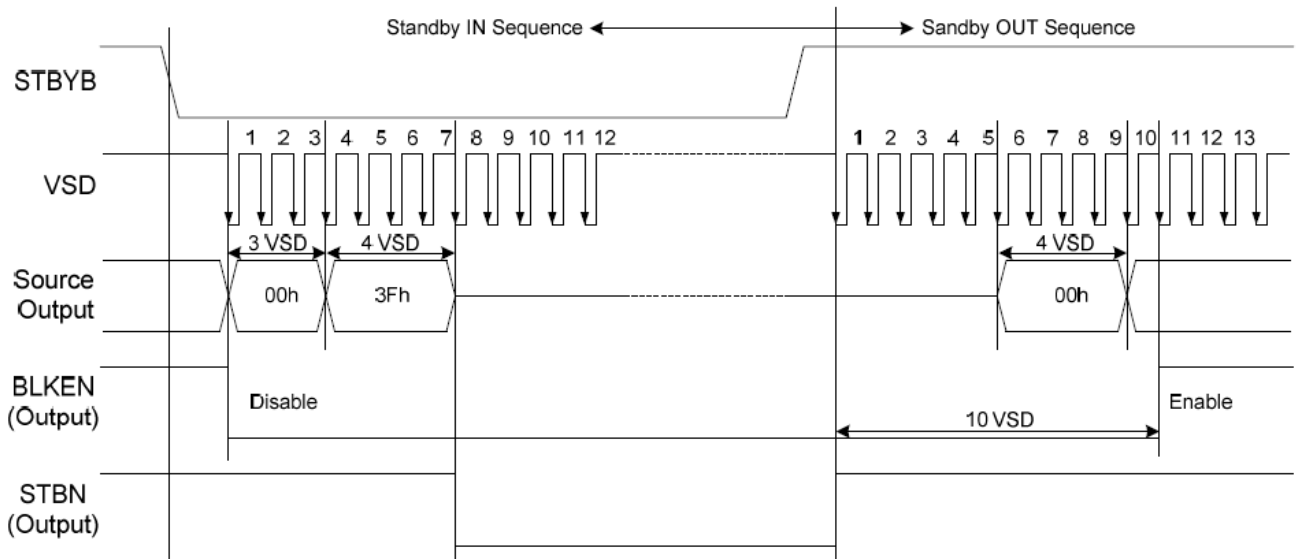 Standby IN Sequence Sandby OUT Sequence
STBYB
1 2 3 4 5 6 7 8 9 10 11 12 1 2 3 4 5 6 7 8 9 10 11 12 13
VSD
3 VSD 4 VSD 4 VSD
Source
Output
00h 3Fh 00h
BLKEN
(Output)
Disable Enable
10 VSD
STBN
(Output)